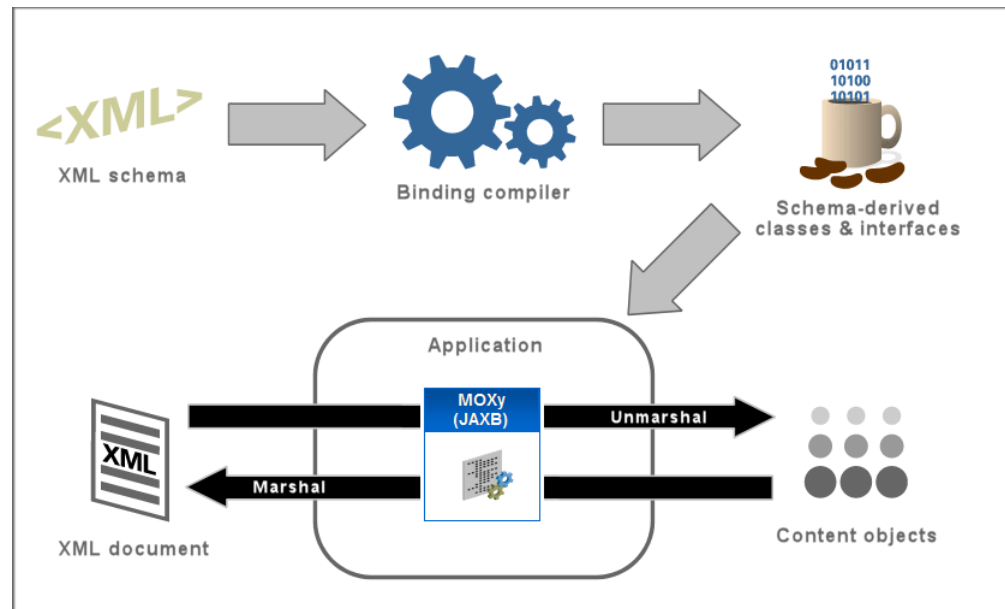 <XML>
XML schema
Binding compiler
01011
10100
10101
Schema-derived
classes & interfaces
Application
MOXy
(JAXB)
Unmarshal
XML
Marshal
XML document
Content objects